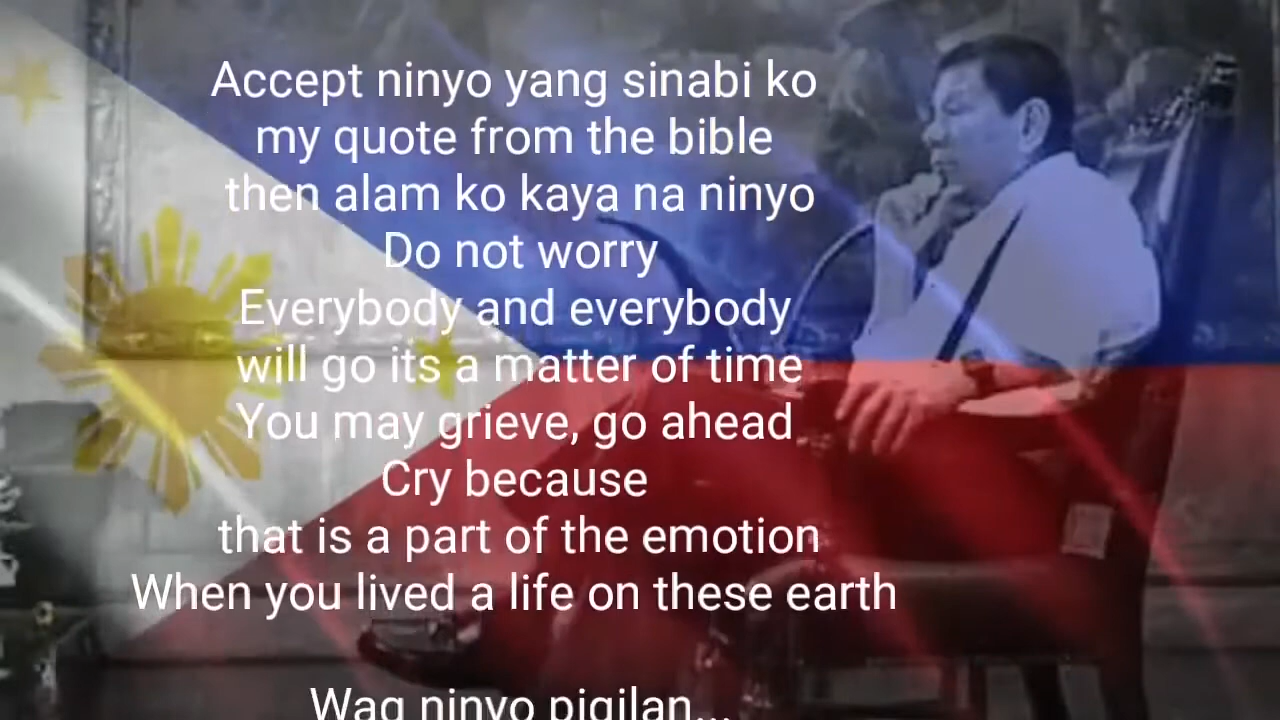 Accept ninyo yang sinabi ko
my quote from the bible
then alam ko kaya na ninyo
Do not worry
Everybody and everybody
will go its a matter of time
You may grieve, go ahead
Cry because
that is a part of the emotion
When you lived a life on these earth
Wag ninyo pigilan...